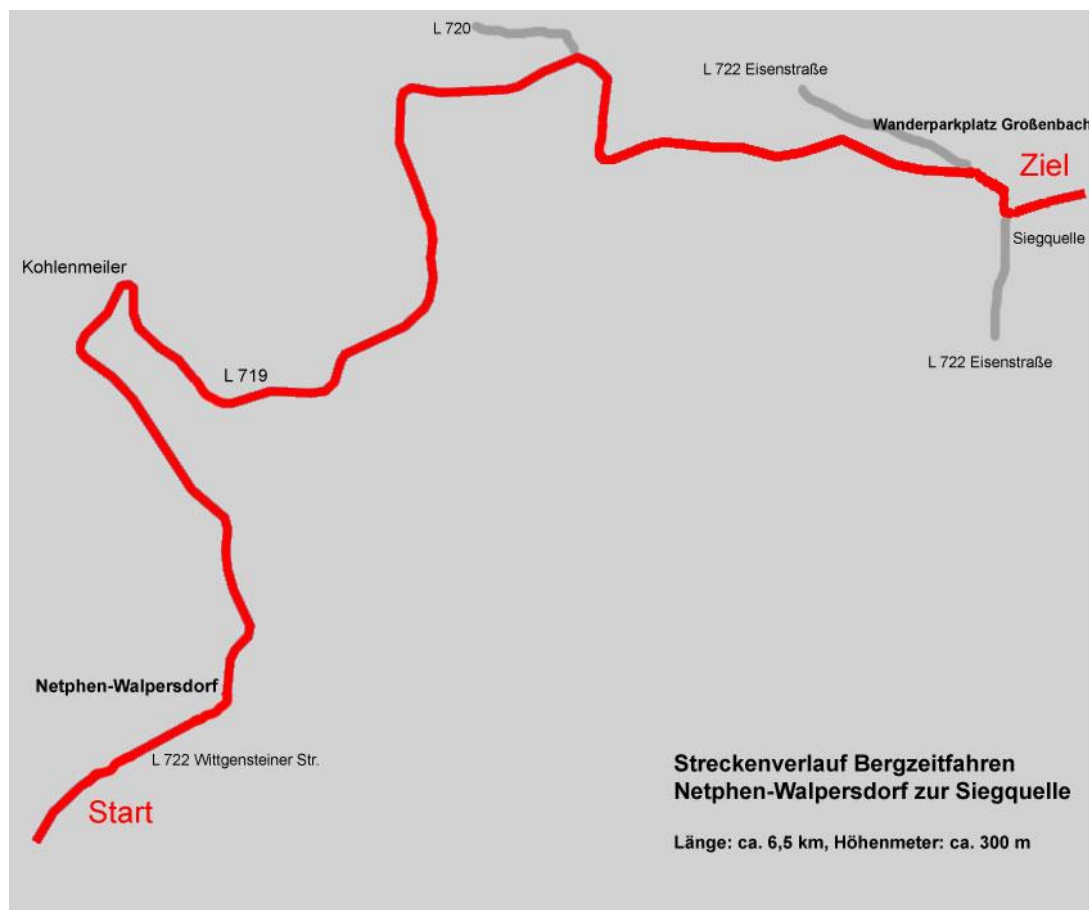 L 720
L 722 Eisenstraße
Wanderparkplatz Großenbach
Ziel
Siegquelle
Kohlenmeiler
L 722 Eisenstraße
L 719
Netphen-Walpersdorf
L 722 Wittgensteiner Str.
Start
Streckenverlauf Bergzeitfahren
Netphen-Walpersdorf zur Siegquelle
Länge: ca. 6,5 km, Höhenmeter: ca. 300 m